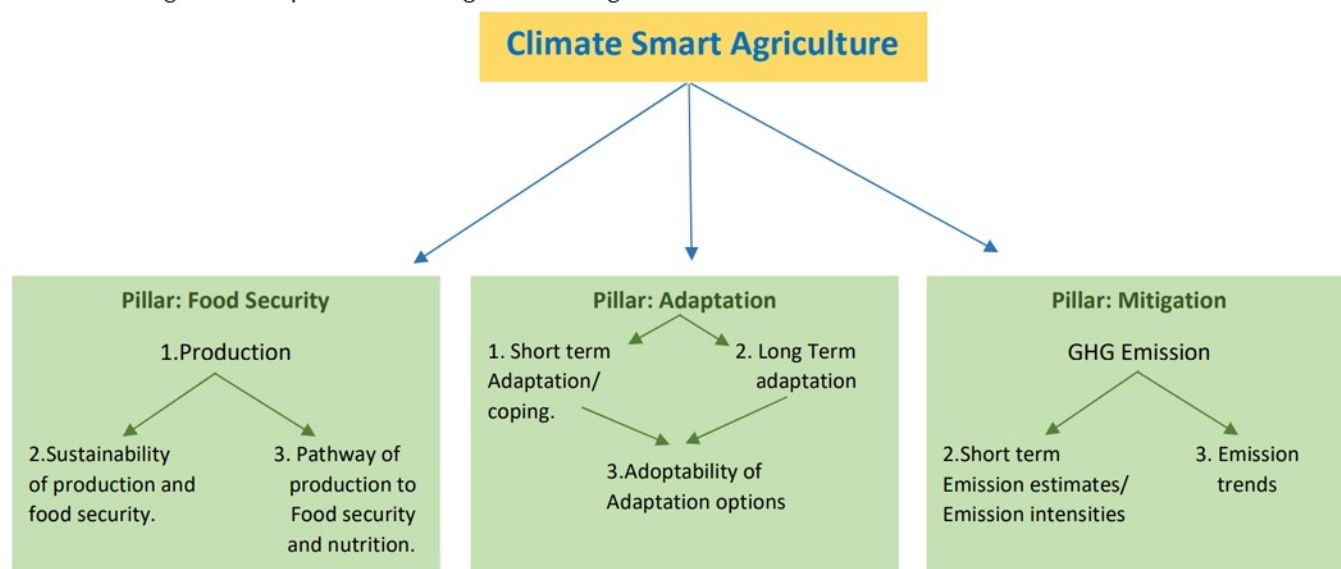 Climate Smart Agriculture
Pillar: Food Security
1.Production
2.Sustainability
of production and
food security.
3. Pathway of
production to
Food security
and nutrition.
Pillar: Adaptation
1. Short term
Adaptation/
coping.
2. Long Term
adaptation
3.Adoptability of
Adaptation options
Pillar: Mitigation
GHG Emission
2.Short term
Emission estimates/
Emission intensities
3. Emission
trends